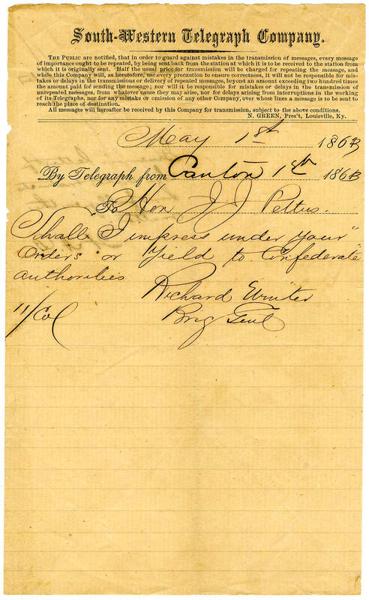 South-Western Telegraph Company.
THE PUBLIC are notified, that in order to guard against mistakes in the transmission of messages, every message
of importance ought to be repeated, by being sent back from the station at which it is to be received to the station from
which it is originally sent. Half the usual price for transmission will be charged for repeating the message, and
while this Company will, as heretofore, use every precaution to ensure correctness, it will not be responsible for mis-
takes or delays in the transmissions or delivery of repeated messages, beyond an amount exceeding two hundred times
the amount paid for sending the message; nor will it be responsible for mistakes or delays in the transmission of
unrepeated messages, from whatever cause they may arise, nor for delays arising from interruptions in the working
of its Telegraphs, nor for any mistake or omission of any other Company, over whose lines a message is to be sent to
reach the place of destination.
All messages will hereafter be received by this Company for transmission, subject to the above conditions.
N. GREEN, Pres't, Louisville, Ky.
May 1st 1863
By Telegraph from Canton 1st 1863
To Hon J J Pettus.
Shall I impress under your
orders or yield to Confederate
authorities
Richard Winter
Brig Genl
11/Col